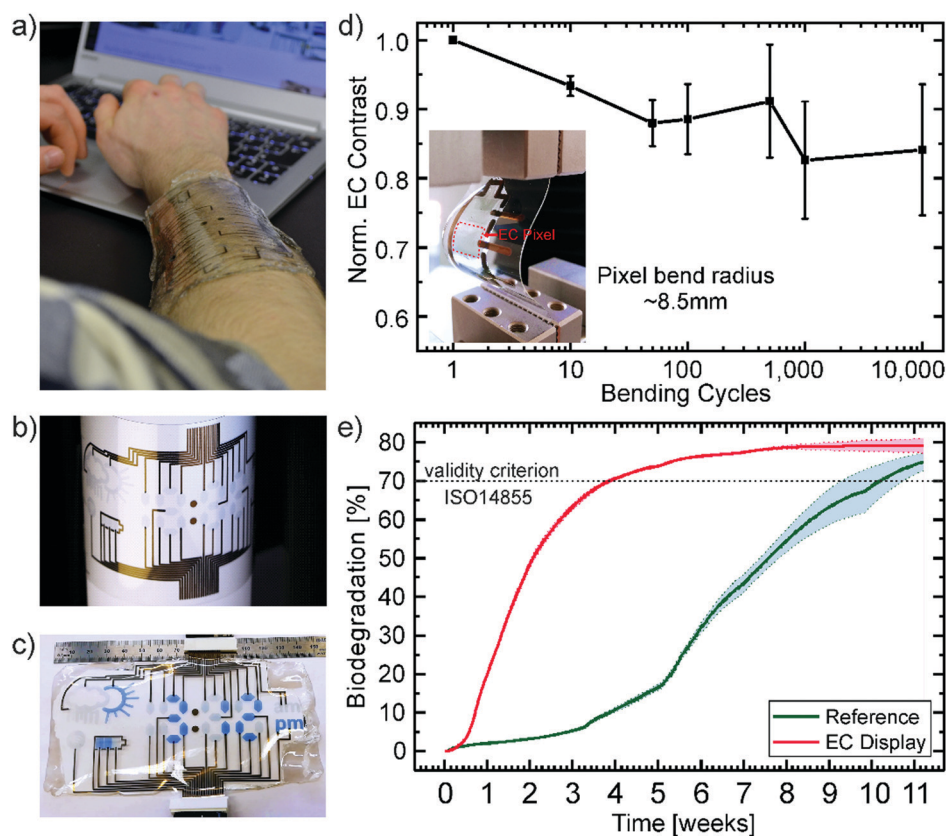 a)
b)
c)
d)
1.0
0.9
0.8
0.7
0.6
Norm. EC Contrast
EC Pixel
Pixel bend radius
~8.5mm
1
10
100
1,000
10,000
Bending Cycles
pm
e)
80
70
60
50
40
30
20
10
0
Biodegradation [%]
validity criterion
ISO14855
Reference
EC Display
0 1 2 3 4 5 6 7 8 9 10 11
Time [weeks]